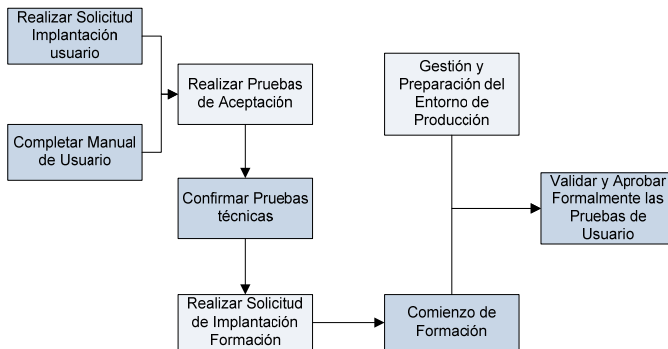 Realizar Solicitud
Implantación
usuario
Completar Manual
de Usuario
Realizar Pruebas
de Aceptación
Confirmar Pruebas
técnicas
Realizar Solicitud
de Implantación
Formación
Gestión y
Preparación del
Entorno de
Producción
Comienzo de
Formación
Validar y Aprobar
Formalmente las
Pruebas de
Usuario